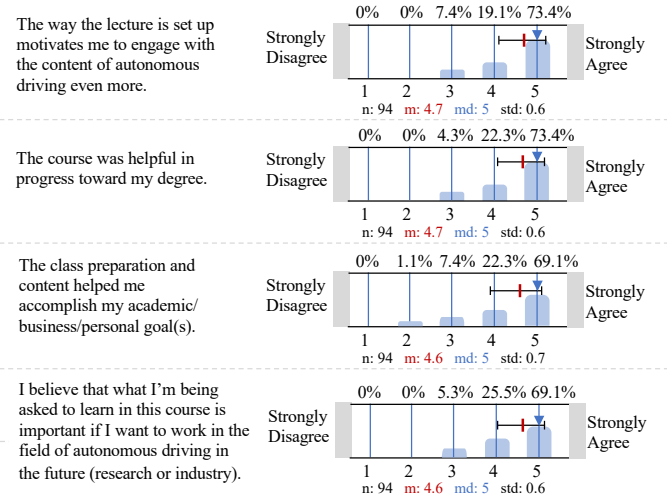 The way the lecture is set up
motivates me to engage with
the content of autonomous
driving even more.
0% 0% 7.4% 19.1% 73.4%
Strongly
Disagree
Strongly
Agree
1 2 3 4 5
n: 94 m: 4.7 md: 5 std: 0.6
The course was helpful in
progress toward my degree.
0% 0% 4.3% 22.3% 73.4%
Strongly
Disagree
Strongly
Agree
1 2 3 4 5
n: 94 m: 4.7 md: 5 std: 0.6
The class preparation and
content helped me
accomplish my academic/
business/personal goal(s).
0% 1.1% 7.4% 22.3% 69.1%
Strongly
Disagree
Strongly
Agree
1 2 3 4 5
n: 94 m: 4.6 md: 5 std: 0.7
I believe that what I'm being
asked to learn in this course is
important if I want to work in the
field of autonomous driving in
the future (research or industry).
0% 0% 5.3% 25.5% 69.1%
Strongly
Disagree
Strongly
Agree
1 2 3 4 5
n: 94 m: 4.6 md: 5 std: 0.6